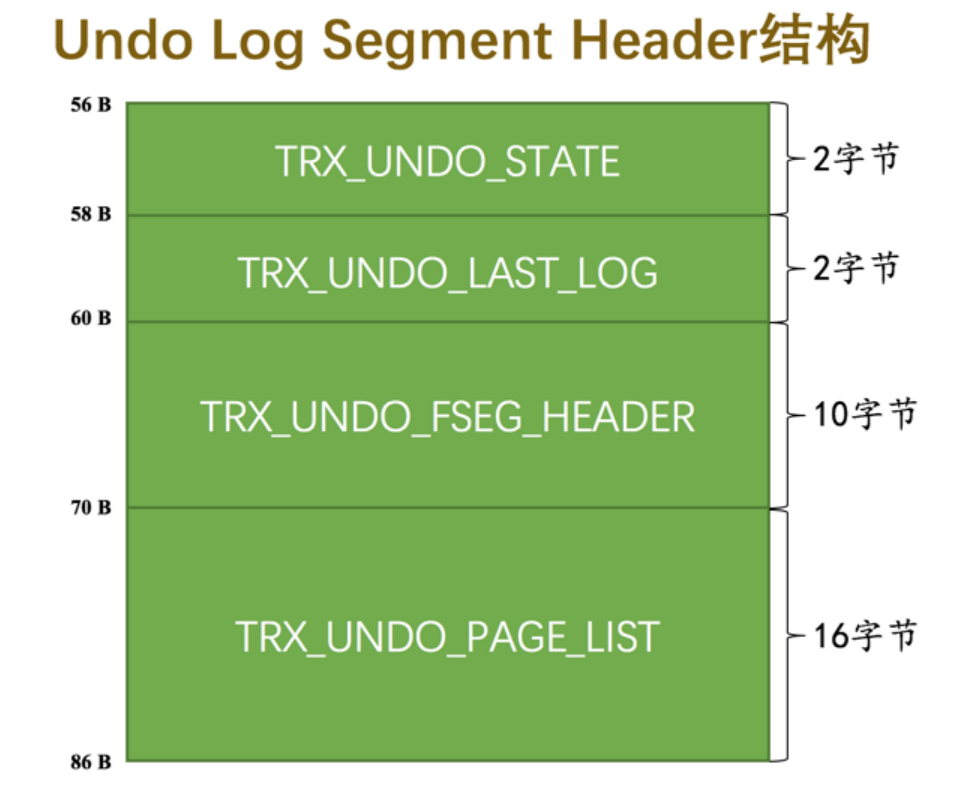 Undo Log Segment Header结构
56 B
TRX_UNDO_STATE
2字节
58 B
TRX_UNDO_LAST_LOG
2字节
60 B
TRX_UNDO_FSEG_HEADER
10字节
70 B
TRX_UNDO_PAGE_LIST
16字节
86 B